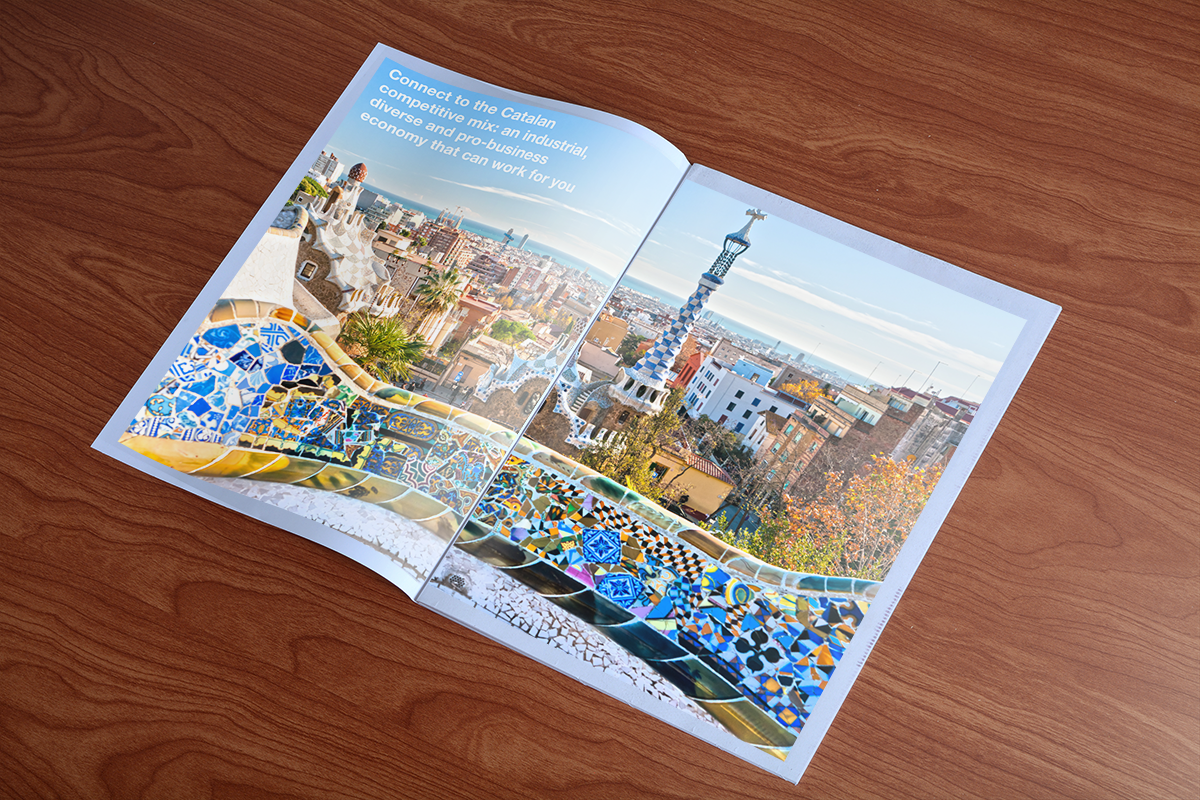 Connect to the Catalan
competitive mix: an industrial,
diverse and pro-business
economy that can work for you